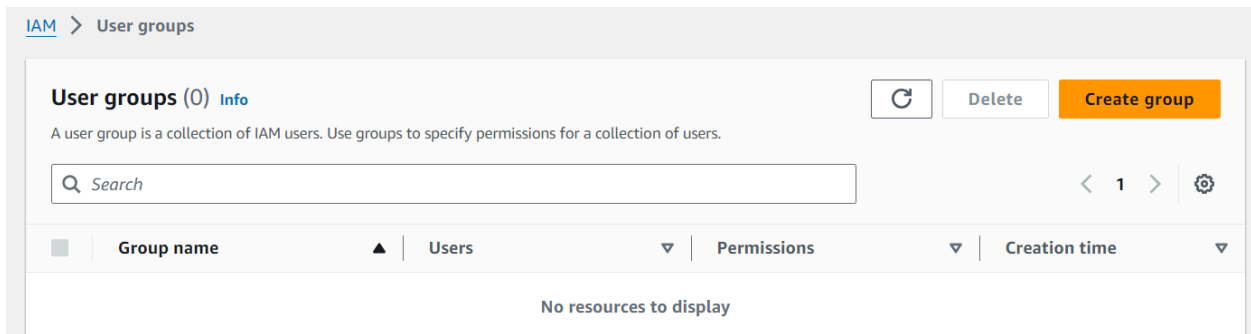 IAM > User groups
User groups (0) Info
Delete
Create group
A user group is a collection of IAM users. Use groups to specify permissions for a collection of users.
Search
1
Group name Users Permissions Creation time
No resources to display